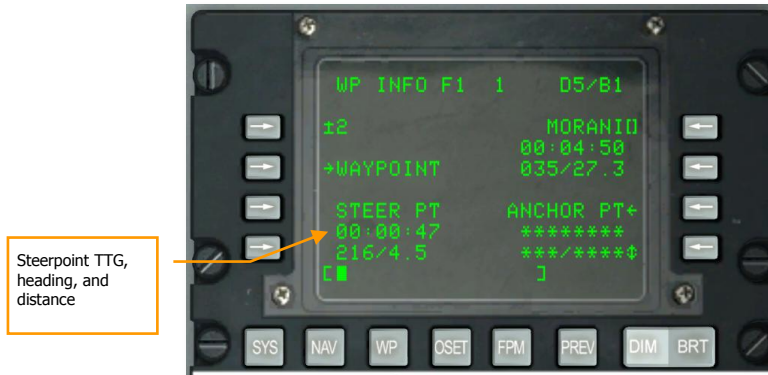 WP INFO F1 1 D5/B1
±2 MORANI[]
00:04:50
→WAYPOINT 035/27.3
STEER PT ANCHOR PT←
00:00:47 ********
216/4.5 ***/****↕
[ ]
Steerpoint TTG,
heading, and
distance
SYS NAV WP OSET FPM PREV DIM BRT